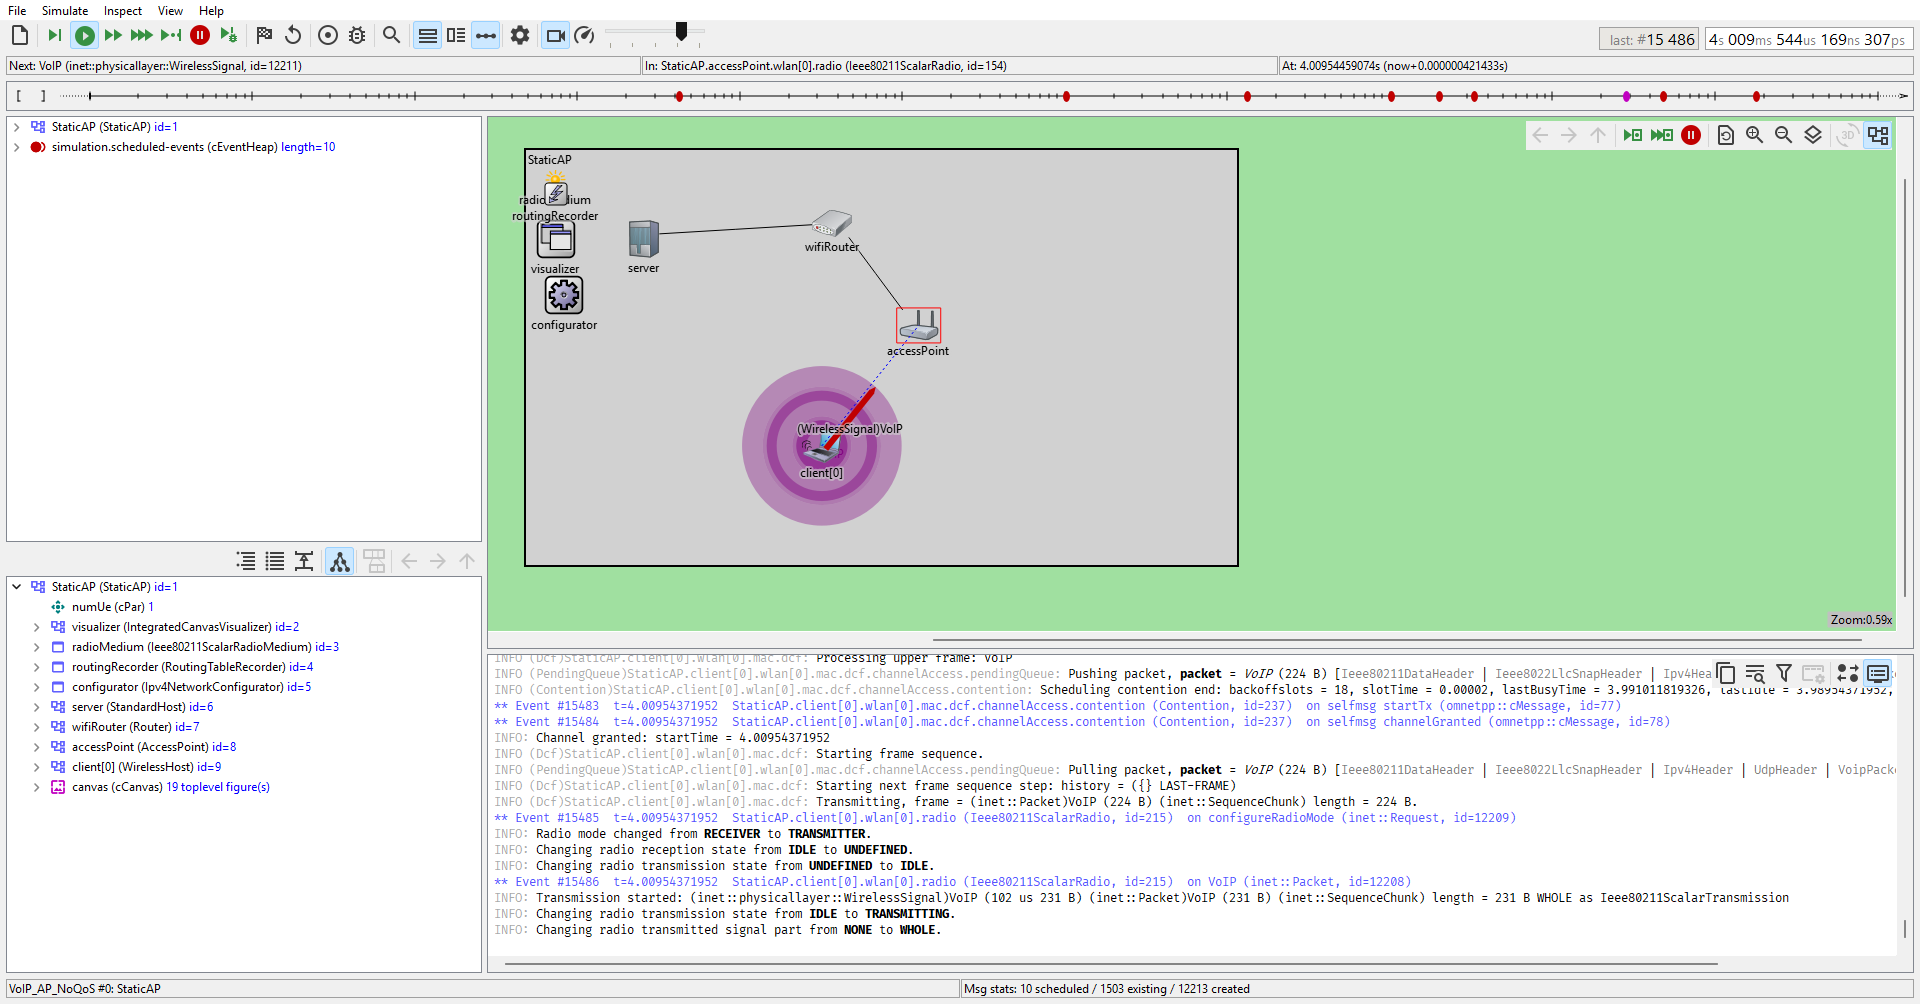 File Simulate Inspect View Help
last: #15 486 4s 009ms 544us 169ns 307ps
Next: VoIP (inet::physicallayer::WirelessSignal, id=12211) In: StaticAP.accessPoint.wlan[0].radio (Ieee80211ScalarRadio, id=154) At: 4.00954459074s (now+0.000000421433s)
[ ]
StaticAP (StaticAP) id=1
simulation.scheduled-events (cEventHeap) length=10
StaticAP (StaticAP) id=1
numUe (cPar) 1
visualizer (IntegratedCanvasVisualizer) id=2
radioMedium (Ieee80211ScalarRadioMedium) id=3
routingRecorder (RoutingTableRecorder) id=4
configurator (Ipv4NetworkConfigurator) id=5
server (StandardHost) id=6
wifiRouter (Router) id=7
accessPoint (AccessPoint) id=8
client[0] (WirelessHost) id=9
canvas (cCanvas) 19 toplevel figure(s)
3D
StaticAP
routingRecorder
visualizer
configurator
server
wifiRouter
accessPoint
(WirelessSignal)VoIP
client[0]
Zoom:0.59x
INFO (Dcf)StaticAP.client[0].wlan[0].mac.dcf: Processing upper frame: VoIP
INFO (PendingQueue)StaticAP.client[0].wlan[0].mac.dcf.channelAccess.pendingQueue: Pushing packet, packet = VoIP (224 B) [Ieee80211DataHeader | Ieee8022LlcSnapHeader | Ipv4Hea
INFO (Contention)StaticAP.client[0].wlan[0].mac.dcf.channelAccess.contention: Scheduling contention end: backoffslots = 18, slotTime = 0.00002, lastBusyTime = 3.991011819326, lastIdle = 3.98954371952,
** Event #15483 t=4.00954371952 StaticAP.client[0].wlan[0].mac.dcf.channelAccess.contention (Contention, id=237) on selfmsg startTx (omnetpp::cMessage, id=77)
** Event #15484 t=4.00954371952 StaticAP.client[0].wlan[0].mac.dcf.channelAccess.contention (Contention, id=237) on selfmsg channelGranted (omnetpp::cMessage, id=78)
INFO: Channel granted: startTime = 4.00954371952
INFO (Dcf)StaticAP.client[0].wlan[0].mac.dcf: Starting frame sequence.
INFO (PendingQueue)StaticAP.client[0].wlan[0].mac.dcf.channelAccess.pendingQueue: Pulling packet, packet = VoIP (224 B) [Ieee80211DataHeader | Ieee8022LlcSnapHeader | Ipv4Header | UdpHeader | VoipPack
INFO (Dcf)StaticAP.client[0].wlan[0].mac.dcf: Starting next frame sequence step: history = ({} LAST-FRAME)
INFO (Dcf)StaticAP.client[0].wlan[0].mac.dcf: Transmitting, frame = (inet::Packet)VoIP (224 B) (inet::SequenceChunk) length = 224 B.
** Event #15485 t=4.00954371952 StaticAP.client[0].wlan[0].radio (Ieee80211ScalarRadio, id=215) on configureRadioMode (inet::Request, id=12209)
INFO: Radio mode changed from RECEIVER to TRANSMITTER.
INFO: Changing radio reception state from IDLE to UNDEFINED.
INFO: Changing radio transmission state from UNDEFINED to IDLE.
** Event #15486 t=4.00954371952 StaticAP.client[0].wlan[0].radio (Ieee80211ScalarRadio, id=215) on VoIP (inet::Packet, id=12208)
INFO: Transmission started: (inet::physicallayer::WirelessSignal)VoIP (102 us 231 B) (inet::Packet)VoIP (231 B) (inet::SequenceChunk) length = 231 B WHOLE as Ieee80211ScalarTransmission
INFO: Changing radio transmission state from IDLE to TRANSMITTING.
INFO: Changing radio transmitted signal part from NONE to WHOLE.
VoIP_AP_NoQoS #0: StaticAP Msg stats: 10 scheduled / 1503 existing / 12213 created